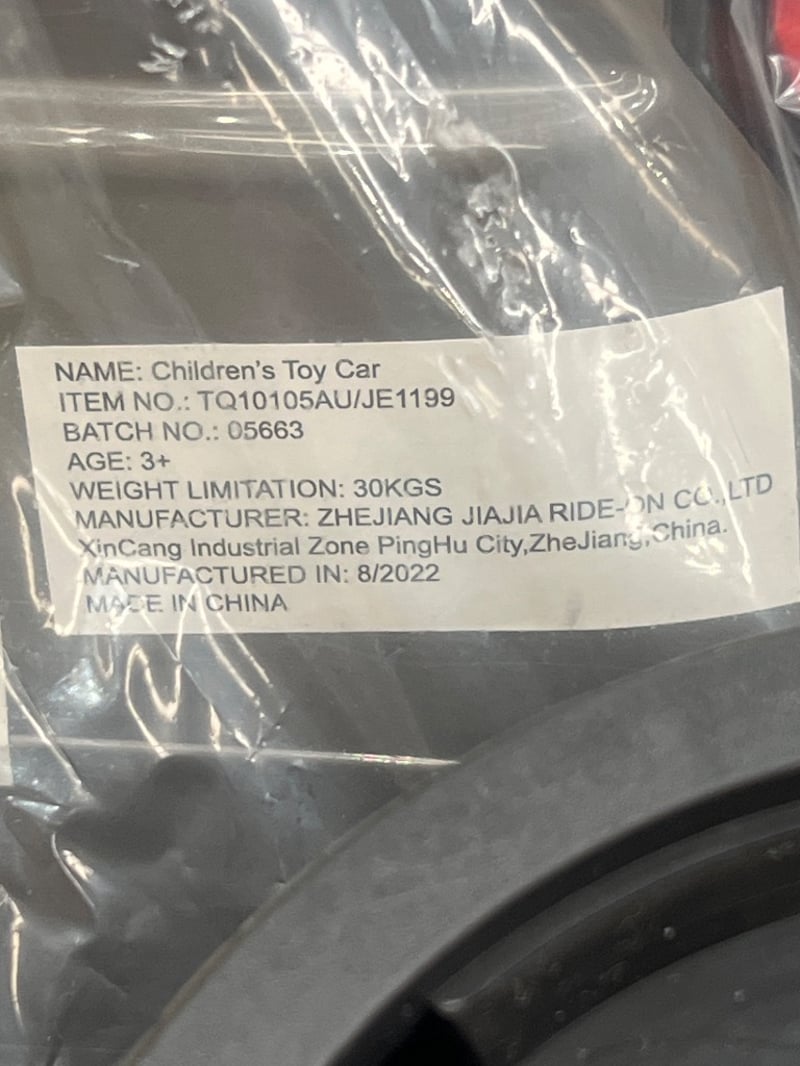 NAME: Children's Toy Car
ITEM NO.: TQ10105AU/JE1199
BATCH NO.: 05663
AGE: 3+
WEIGHT LIMITATION: 30KGS
MANUFACTURER: ZHEJIANG JIAJIA RIDE-ON CO.,LTD
XinCang Industrial Zone PingHu City,ZheJiang,China.
MANUFACTURED IN: 8/2022
MADE IN CHINA